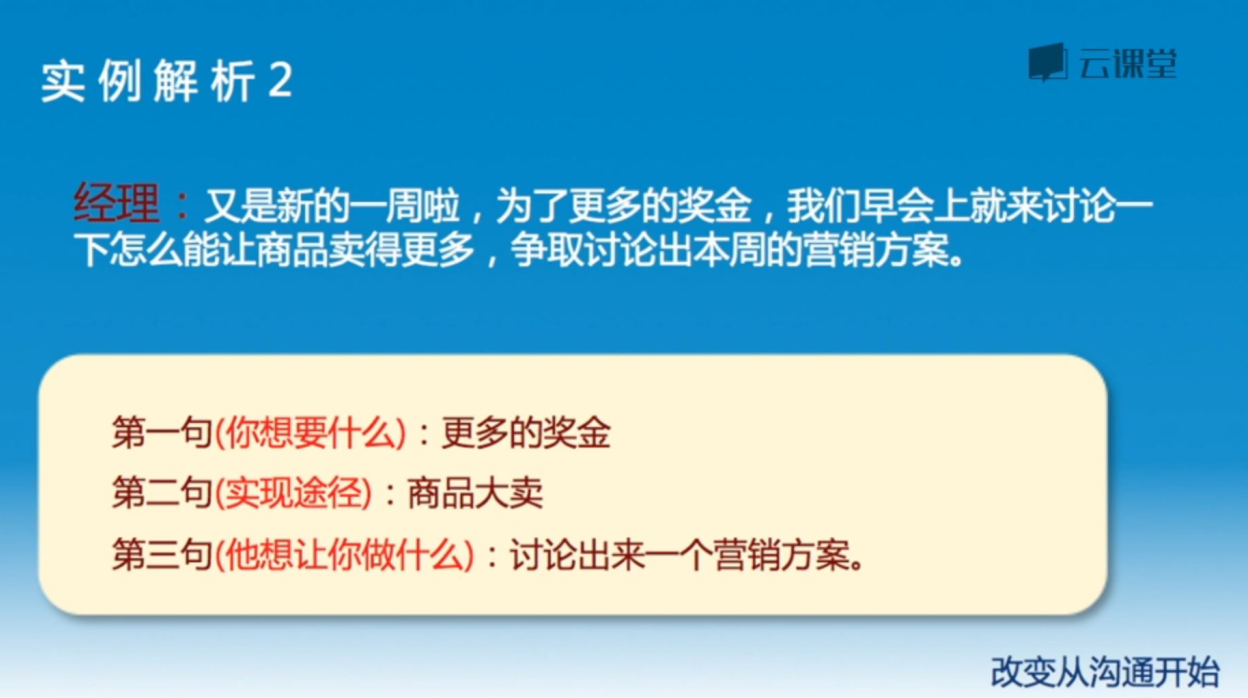 实例解析2
云课堂
经理：又是新的一周啦，为了更多的奖金，我们早会上就来讨论一
下怎么能让商品卖得更多，争取讨论出本周的营销方案。
第一句(你想要什么)：更多的奖金
第二句(实现途径)：商品大卖
第三句(他想让你做什么)：讨论出来一个营销方案。
改变从沟通开始